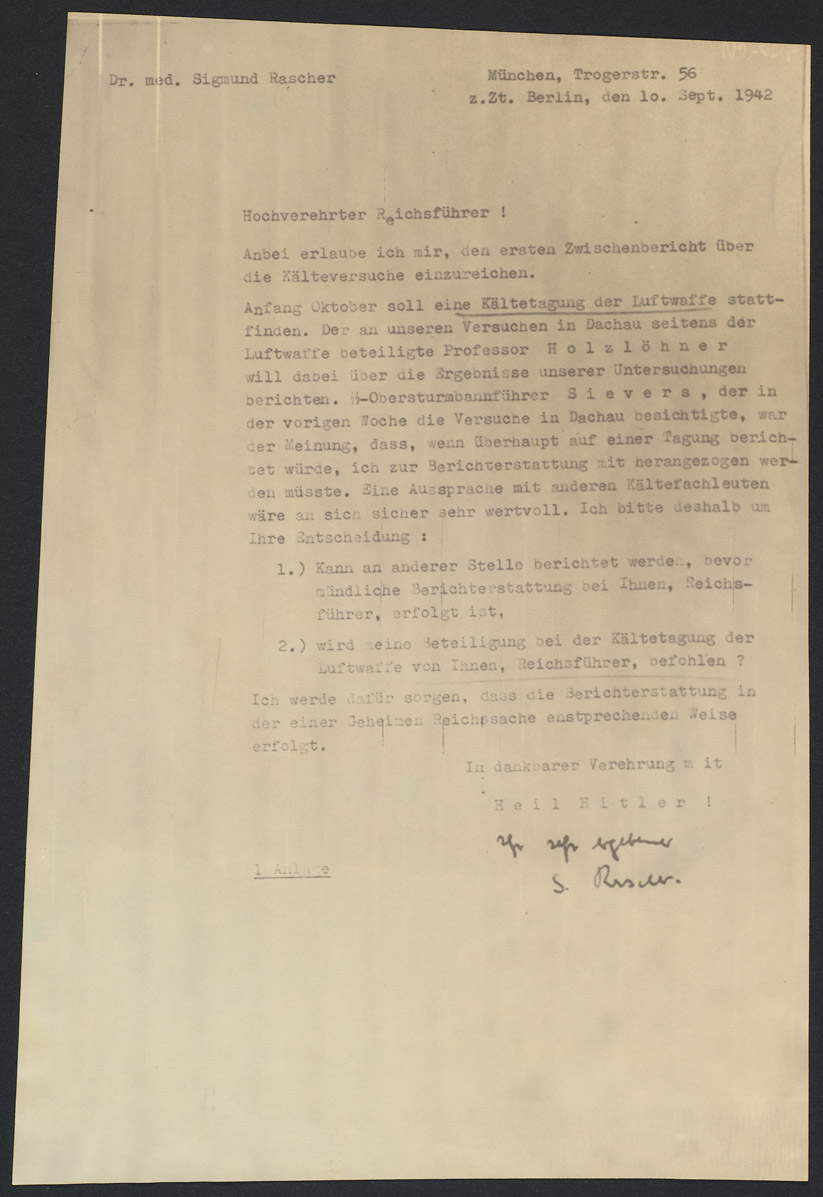 Dr. med. Sigmund Rascher
München, Trogerstr. 56
z.Zt. Berlin, den 1o. Sept. 1942
Hochverehrter Reichsführer !
Anbei erlaube ich mir, den ersten Zwischenbericht über
die Kälteversuche einzureichen.
Anfang Oktober soll eine Kältetagung der Luftwaffe statt-
finden. Der an unseren Versuchen in Dachau seitens der
Luftwaffe beteiligte Professor H o l z l ö h n e r
will dabei über die Ergebnisse unserer Untersuchungen
berichten. ᛋᛋ-Obersturmbannführer S i e v e r s , der in
der vorigen Woche die Versuche in Dachau besichtigte, war
der Meinung, dass, wenn überhaupt auf einer Tagung berich-
tet würde, ich zur Berichterstattung mit herangezogen wer-
den müsste. Eine Aussprache mit anderen Kältefachleuten
wäre an sich sicher sehr wertvoll. Ich bitte deshalb um
Ihre Entscheidung :
1.) Kann an anderer Stelle berichtet werden, bevor
mündliche Berichterstattung bei Ihnen, Reichs-
führer, erfolgt ist,
2.) wird meine Beteiligung bei der Kältetagung der
Luftwaffe von Ihnen, Reichsführer, befohlen ?
Ich werde dafür sorgen, dass die Berichterstattung in
der einer Geheimen Reichssache enstprechenden Weise
erfolgt.
In dankbarer Verehrung m it
H e i l H i t l e r !
Ihr sehr ergebener
S. Rascher.
1 Anlage